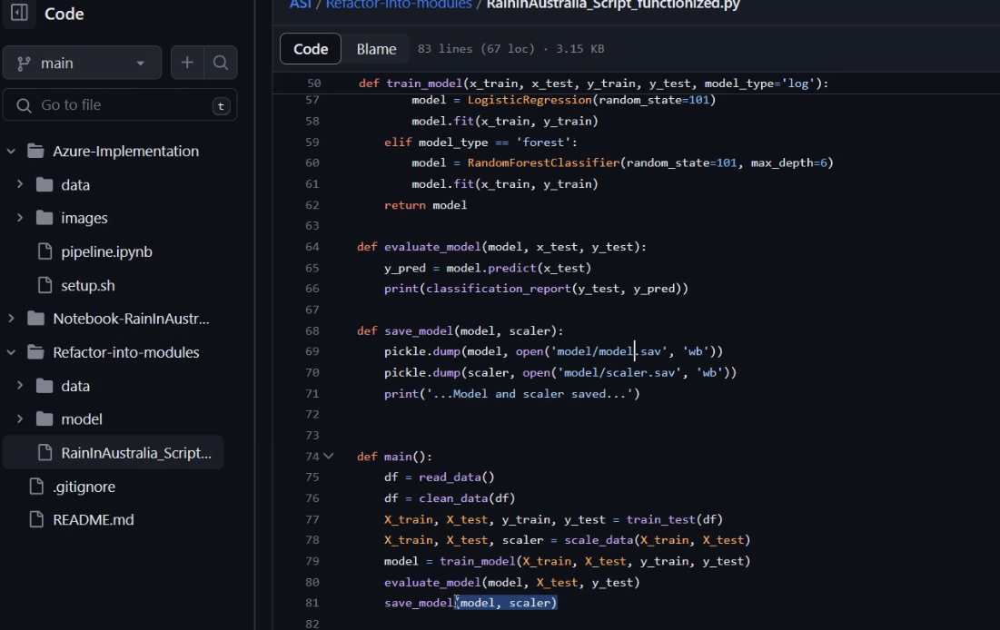 Code
main
Go to file
t
Azure-Implementation
data
images
pipeline.ipynb
setup.sh
Notebook-RainInAustr...
Refactor-into-modules
data
model
RainInAustralia_Script...
.gitignore
README.md
ASI / Refactor-into-modules / RainInAustralia_Script_functionized.py
Code Blame 83 lines (67 loc) · 3.15 KB
50 def train_model(x_train, x_test, y_train, y_test, model_type='log'):
57 model = LogisticRegression(random_state=101)
58 model.fit(x_train, y_train)
59 elif model_type == 'forest':
60 model = RandomForestClassifier(random_state=101, max_depth=6)
61 model.fit(x_train, y_train)
62 return model
63
64 def evaluate_model(model, x_test, y_test):
65 y_pred = model.predict(x_test)
66 print(classification_report(y_test, y_pred))
67
68 def save_model(model, scaler):
69 pickle.dump(model, open('model/model.sav', 'wb'))
70 pickle.dump(scaler, open('model/scaler.sav', 'wb'))
71 print('...Model and scaler saved...')
72
73
74 def main():
75 df = read_data()
76 df = clean_data(df)
77 X_train, X_test, y_train, y_test = train_test(df)
78 X_train, X_test, scaler = scale_data(X_train, X_test)
79 model = train_model(X_train, X_test, y_train, y_test)
80 evaluate_model(model, X_test, y_test)
81 save_model(model, scaler)
82